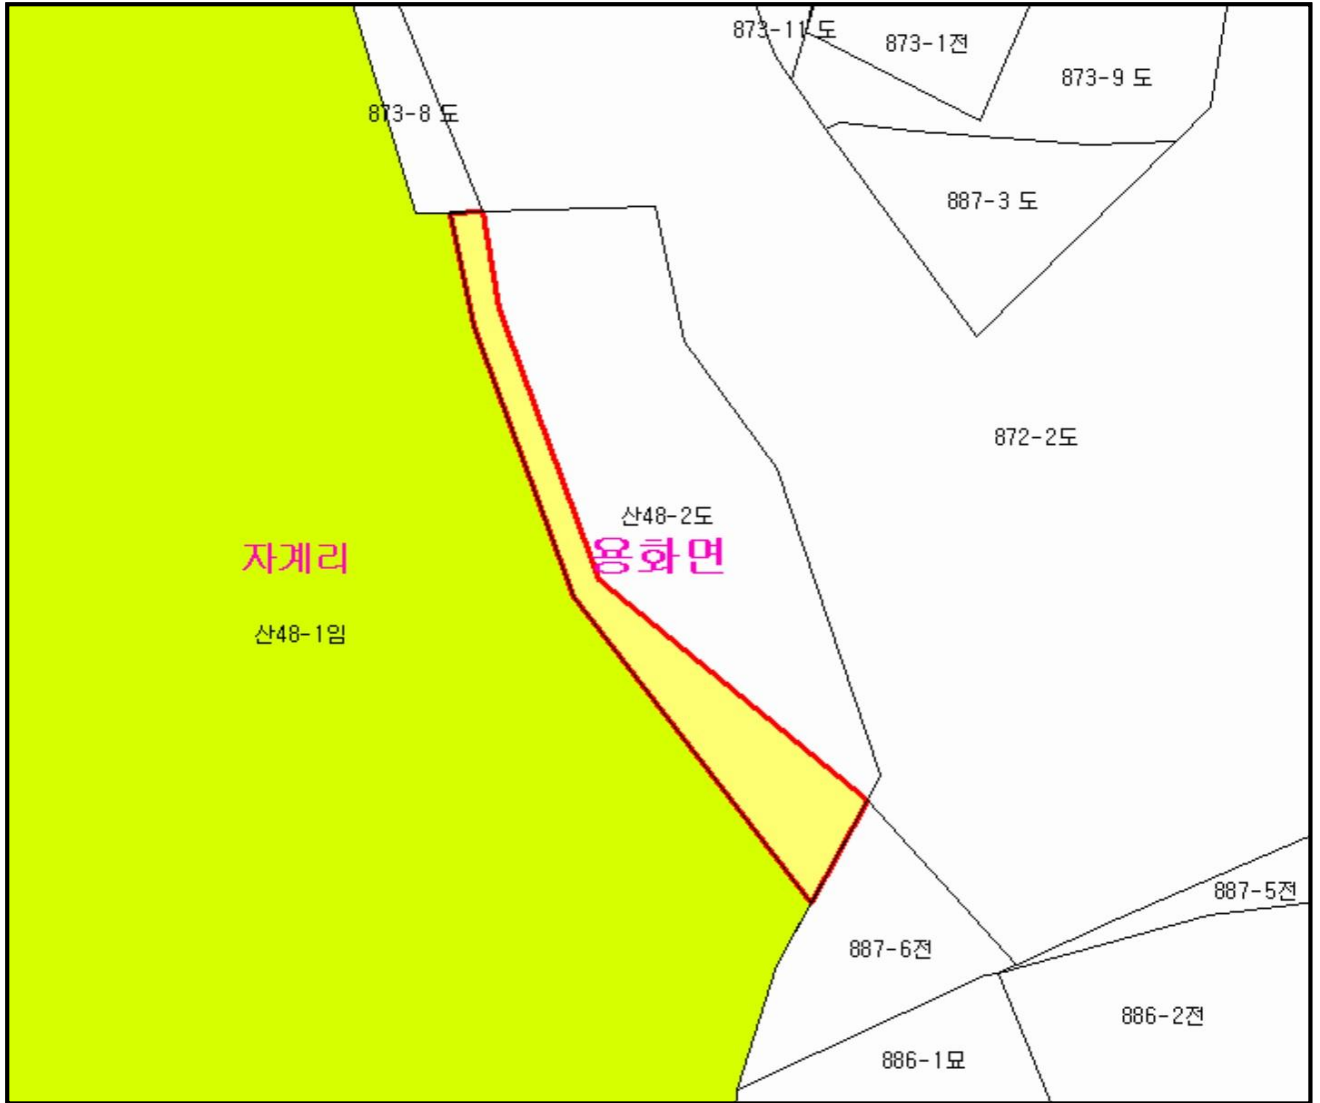 873-11 도
873-1전
873-9 도
873-8 도
887-3 도
872-2도
산48-2도
자계리
용화면
산48-1임
887-5전
887-6전
886-2전
886-1묘